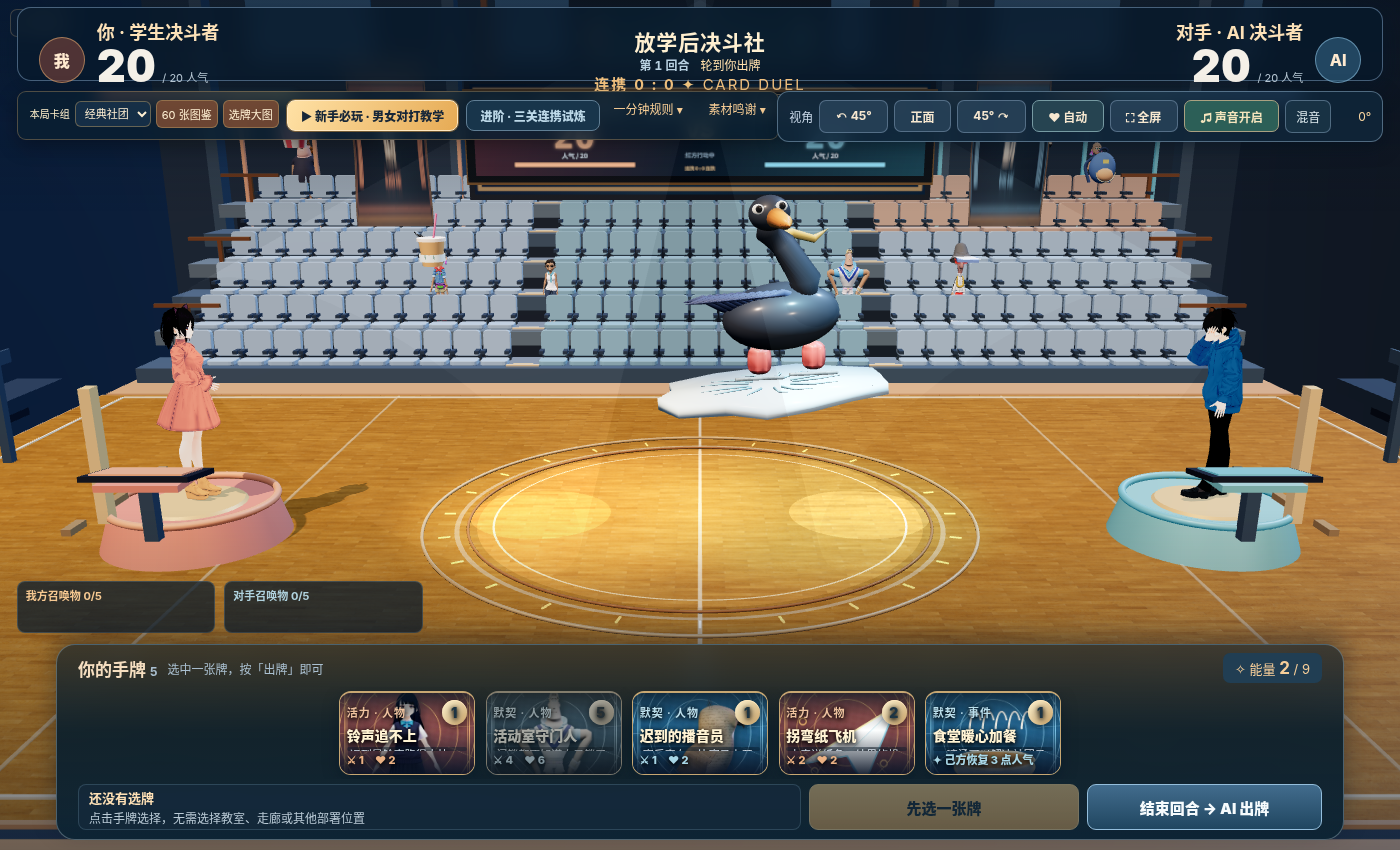 我
你 · 学生决斗者
20 / 20 人气
放学后决斗社
第 1 回合 轮到你出牌
连携 0 : 0 ✦ CARD DUEL
对手 · AI 决斗者
20 / 20 人气
AI
本局卡组
经典社团
60 张图鉴
选牌大图
▶ 新手必玩 · 男女对打教学
进阶 · 三关连携试炼
一分钟规则 ▾
素材鸣谢 ▾
视角
↶ 45°
正面
45° ↷
♥ 自动
⛶ 全屏
♫ 声音开启
混音
0°
20
人气 / 20
20
人气 / 20
我方召唤物 0/5
对手召唤物 0/5
你的手牌 5 选中一张牌，按「出牌」即可
✧ 能量 2 / 9
活力 · 人物 1
铃声追不上
⚔ 1 ♥ 2
默契 · 人物 5
活动室守门人
⚔ 4 ♥ 6
默契 · 人物 1
迟到的播音员
⚔ 1 ♥ 2
活力 · 人物 2
拐弯纸飞机
⚔ 2 ♥ 2
默契 · 事件 1
食堂暖心加餐
✦ 己方恢复 3 点人气
还没有选牌
点击手牌选择，无需选择教室、走廊或其他部署位置
先选一张牌
结束回合 → AI 出牌